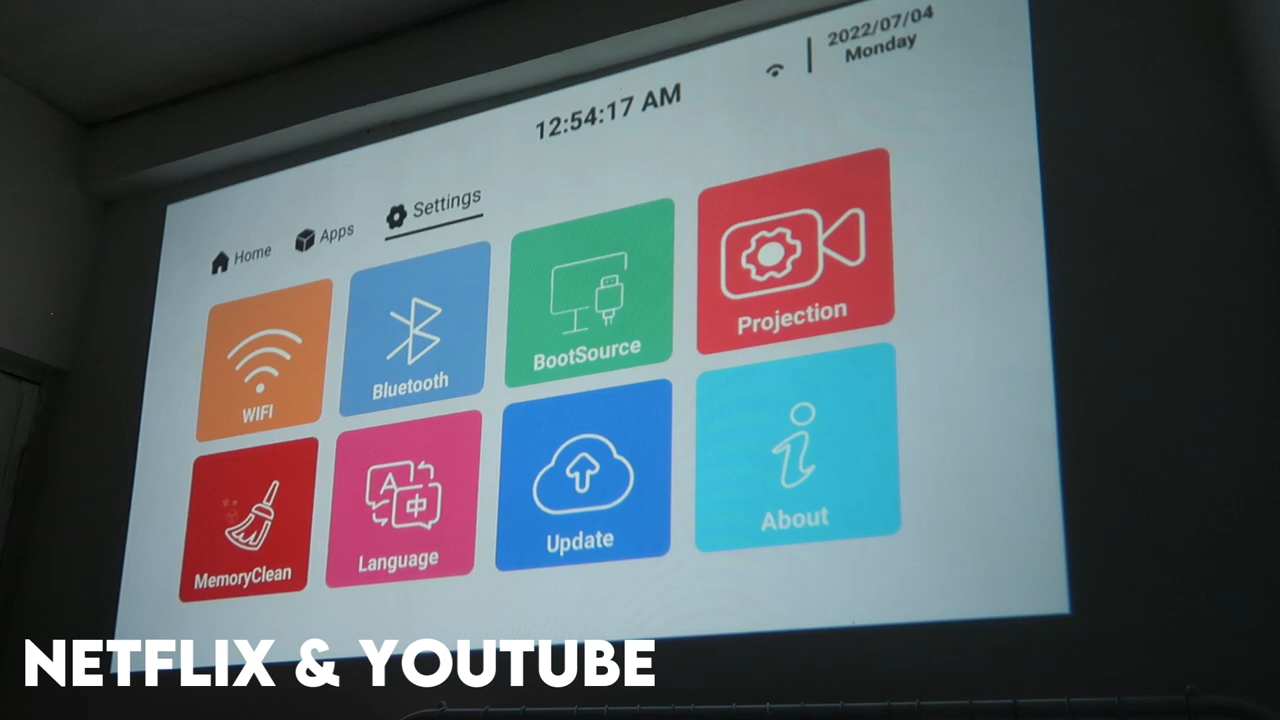 2022/07/04
Monday
12:54:17 AM
Home
Apps
Settings
WIFI
Bluetooth
BootSource
Projection
MemoryClean
A
中
Language
Update
About
NETFLIX & YOUTUBE